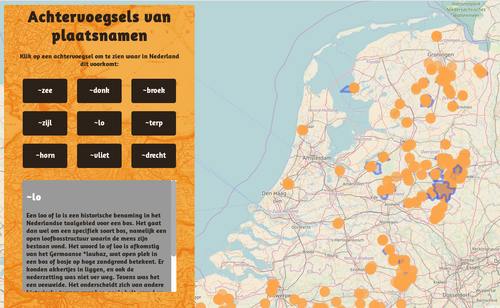 Achtervoegsels van
plaatsnamen
Klik op een achtervoegsel om te zien waar in Nederland
dit voorkomt:
~zee
~donk
~broek
~zijl
~lo
~terp
~horn
~vliet
~drecht
~lo
Een loo of lo is een historische benaming in het
Nederlandse taalgebied voor een bos. Het gaat
dan wel om een specifiek soort bos, namelijk een
open loofbosstructuur waarin de mens zijn
bestaan vond. Het woord lo of loo is afkomstig
van het Germaanse *lauhaz, wat open plek in
een bos of bosje op hoge zandgrond betekent. Er
konden akkertjes in liggen, en ook de
nederzetting was niet ver weg. Tevens was het
een veeweide. Het onderscheidt zich van andere
Groningen
Amsterdam
Den Haag
Antwerpen
Düsseldorf